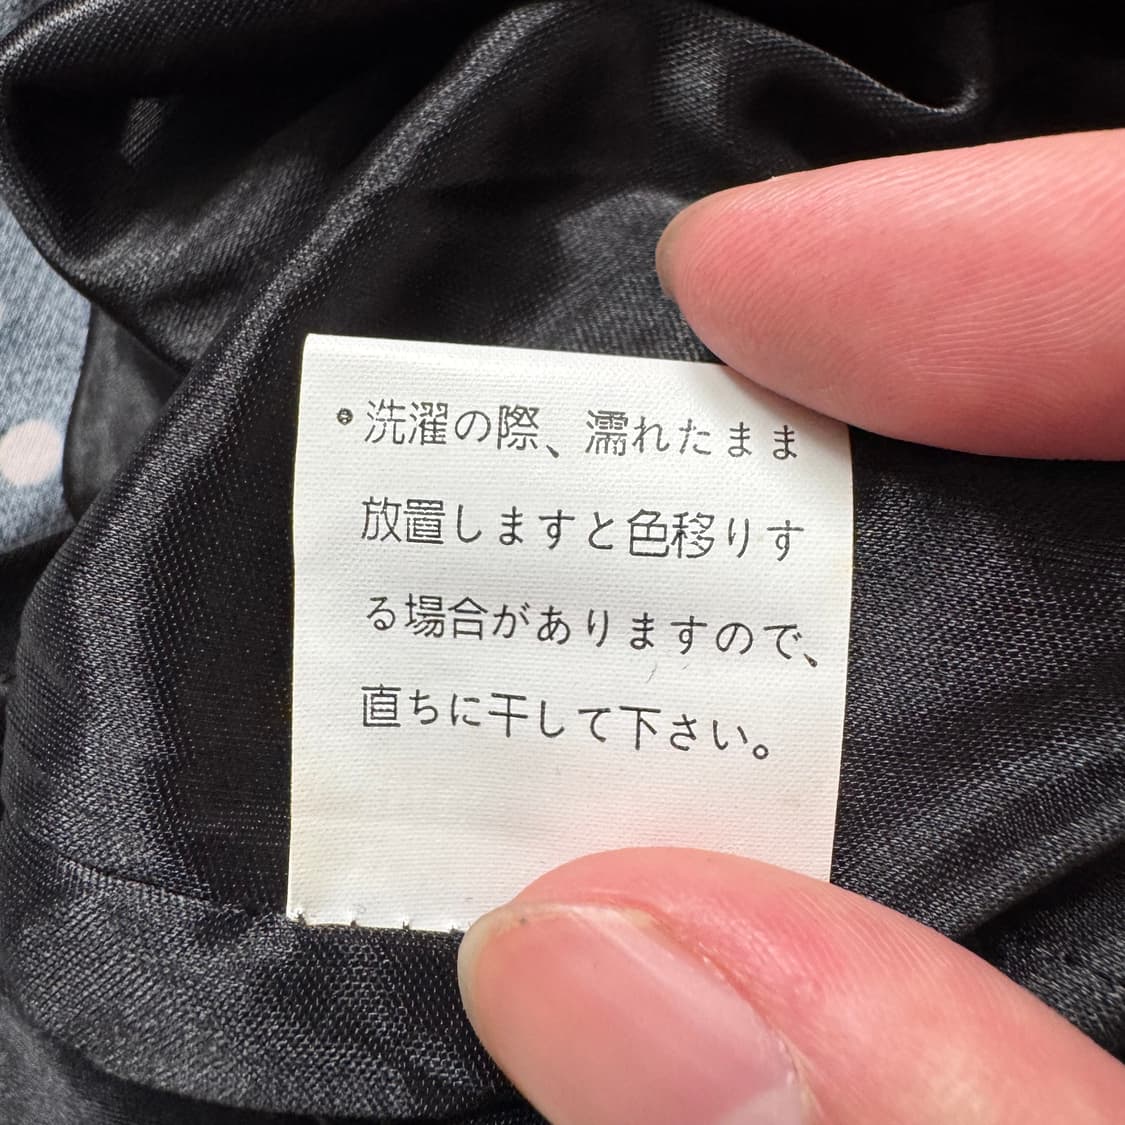 ●洗濯の際、濡れたまま
放置しますと色移りす
る場合がありますので、
直ちに干して下さい。